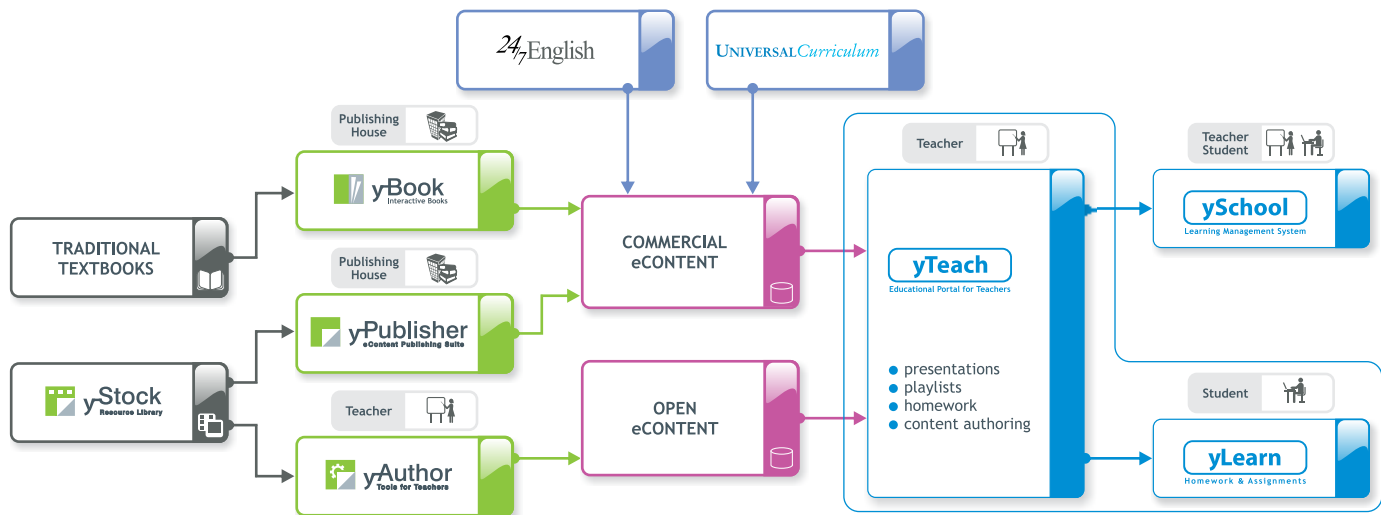 24/7 English
UNIVERSALCurriculum
Publishing
House
yBook
Interactive Books
TRADITIONAL
TEXTBOOKS
Publishing
House
yPublisher
eContent Publishing Suite
yStock
Resource Library
Teacher
yAuthor
Tools for Teachers
COMMERCIAL
eCONTENT
OPEN
eCONTENT
Teacher
yTeach
Educational Portal for Teachers
presentations
playlists
homework
content authoring
Teacher
Student
ySchool
Learning Management System
Student
yLearn
Homework & Assignments